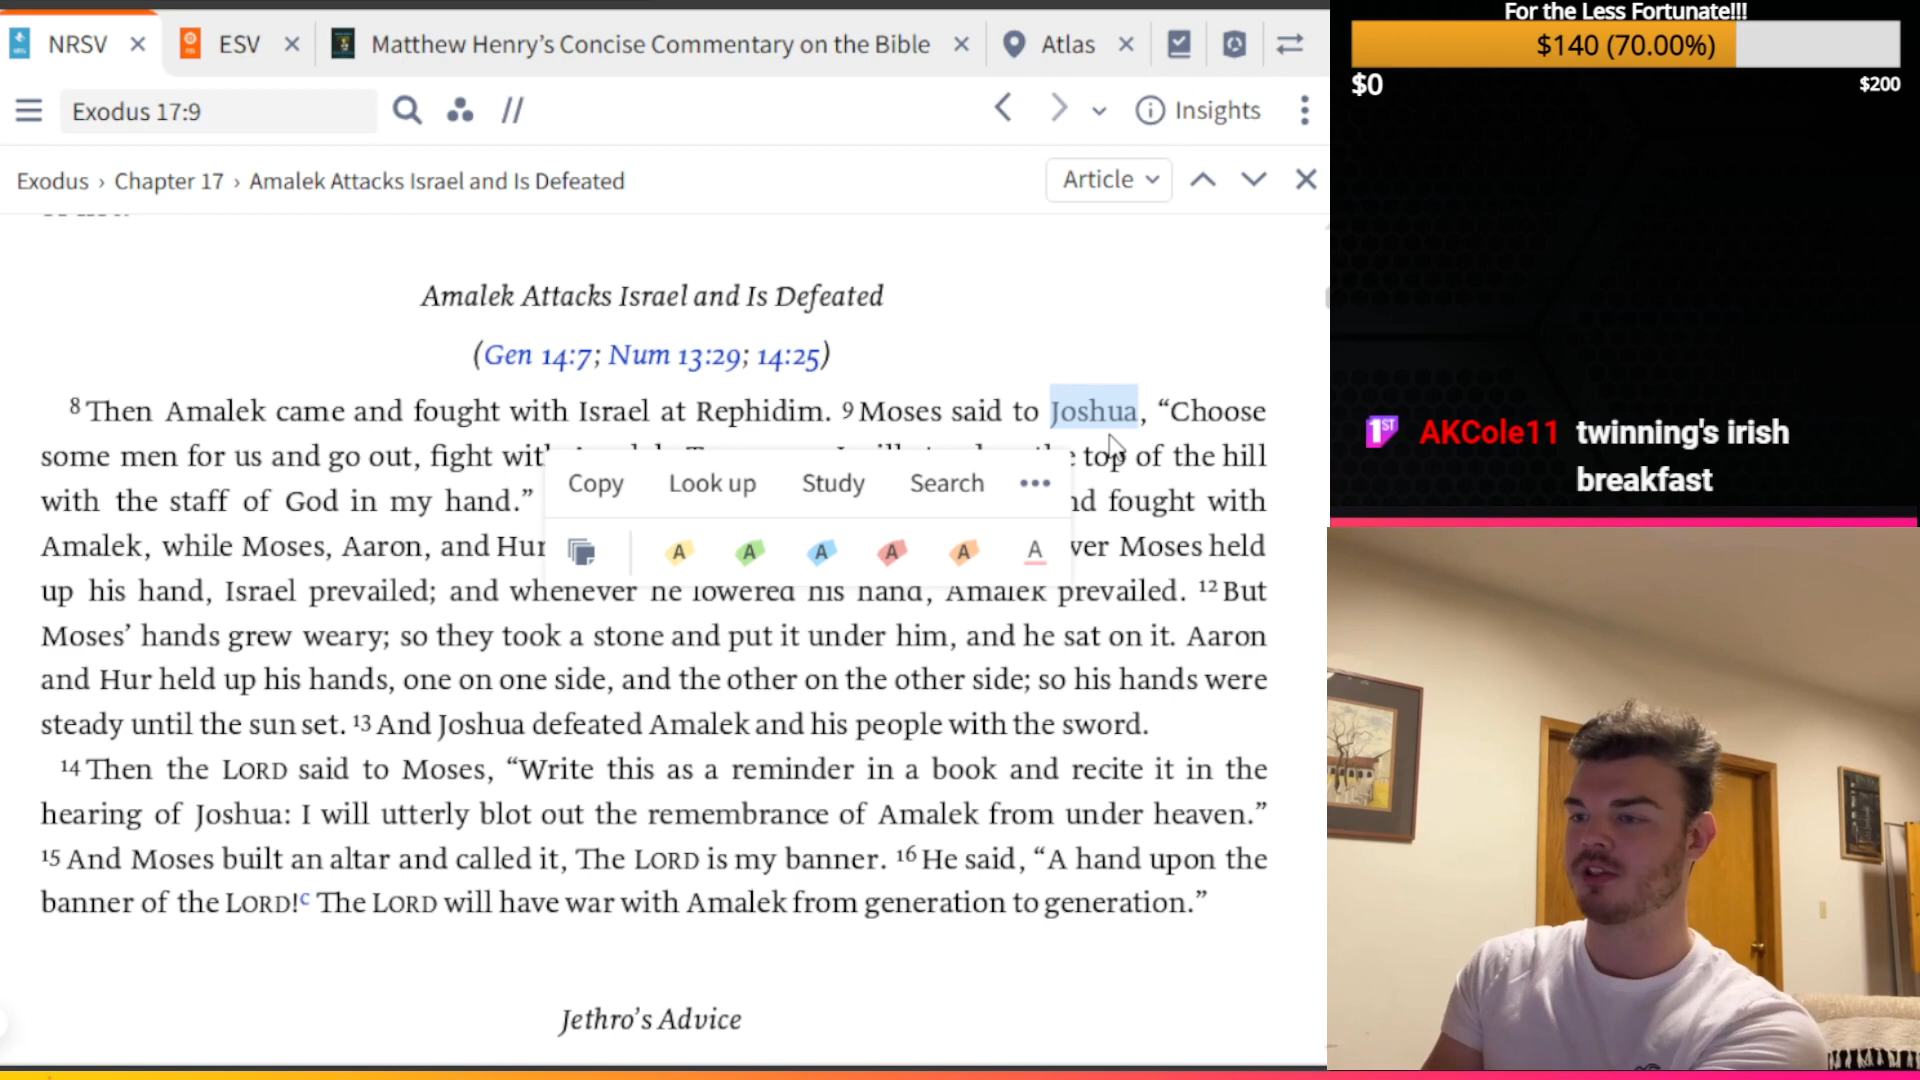 NRSV
ESV
Matthew Henry's Concise Commentary on the Bible
Atlas
Exodus 17:9
Insights
Exodus › Chapter 17 › Amalek Attacks Israel and Is Defeated
Article
Amalek Attacks Israel and Is Defeated
(Gen 14:7; Num 13:29; 14:25)
8 Then Amalek came and fought with Israel at Rephidim. 9 Moses said to Joshua, “Choose
some men for us and go out, fight with top of the hill
with the staff of God in my hand.” fought with
Amalek, while Moses, Aaron, and Hur Moses held
up his hand, Israel prevailed; and whenever he lowered his hand, Amalek prevailed. 12 But
Moses’ hands grew weary; so they took a stone and put it under him, and he sat on it. Aaron
and Hur held up his hands, one on one side, and the other on the other side; so his hands were
steady until the sun set. 13 And Joshua defeated Amalek and his people with the sword.
14 Then the LORD said to Moses, “Write this as a reminder in a book and recite it in the
hearing of Joshua: I will utterly blot out the remembrance of Amalek from under heaven.”
15 And Moses built an altar and called it, The LORD is my banner. 16 He said, “A hand upon the
banner of the LORD!c The LORD will have war with Amalek from generation to generation.”
Jethro’s Advice
Copy Look up Study Search
A A A A A A
For the Less Fortunate!!!
$140 (70.00%)
$0 $200
1ST AKCole11 twinning's irish
breakfast